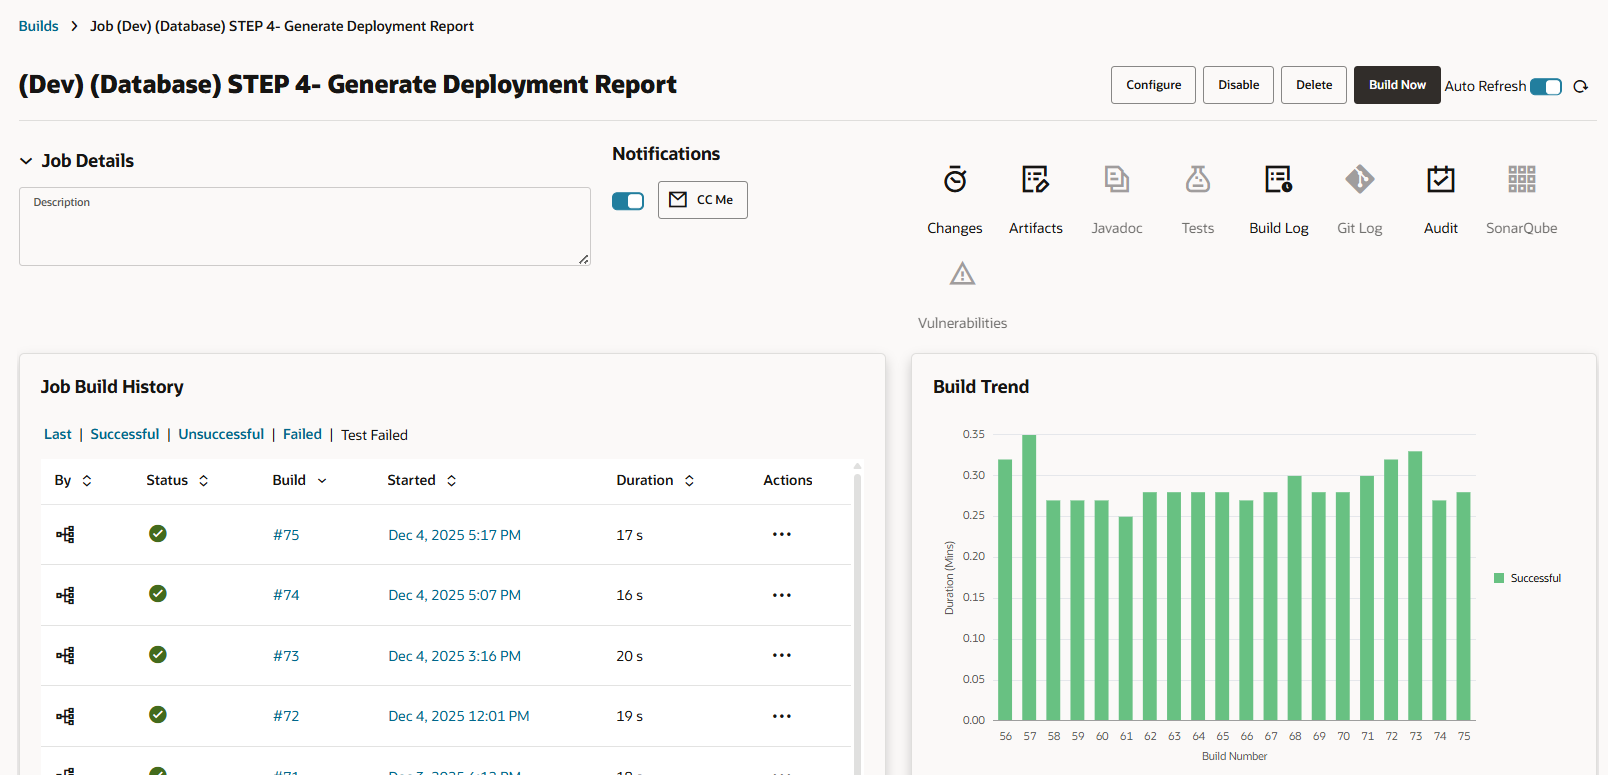 Builds > Job (Dev) (Database) STEP 4- Generate Deployment Report
(Dev) (Database) STEP 4- Generate Deployment Report
Configure
Disable
Delete
Build Now
Auto Refresh
Job Details
Description
Notifications
CC Me
Changes
Artifacts
Javadoc
Tests
Build Log
Git Log
Audit
SonarQube
Vulnerabilities
Job Build History
Last | Successful | Unsuccessful | Failed | Test Failed
By Status Build Started Duration Actions
#75 Dec 4, 2025 5:17 PM 17 s
#74 Dec 4, 2025 5:07 PM 16 s
#73 Dec 4, 2025 3:16 PM 20 s
#72 Dec 4, 2025 12:01 PM 19 s
Build Trend
0.35
0.30
0.25
0.20
0.15
0.10
0.05
0.00
Duration (Mins)
56 57 58 59 60 61 62 63 64 65 66 67 68 69 70 71 72 73 74 75
Build Number
Successful